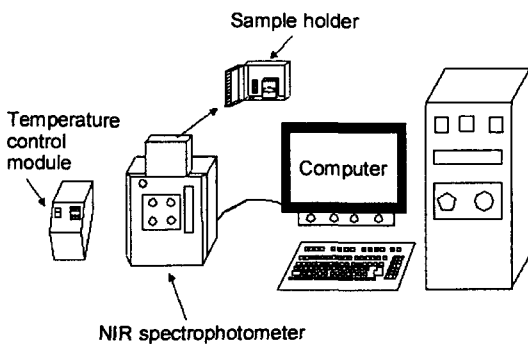 Sample holder
Temperature
control
module
Computer
NIR spectrophotometer